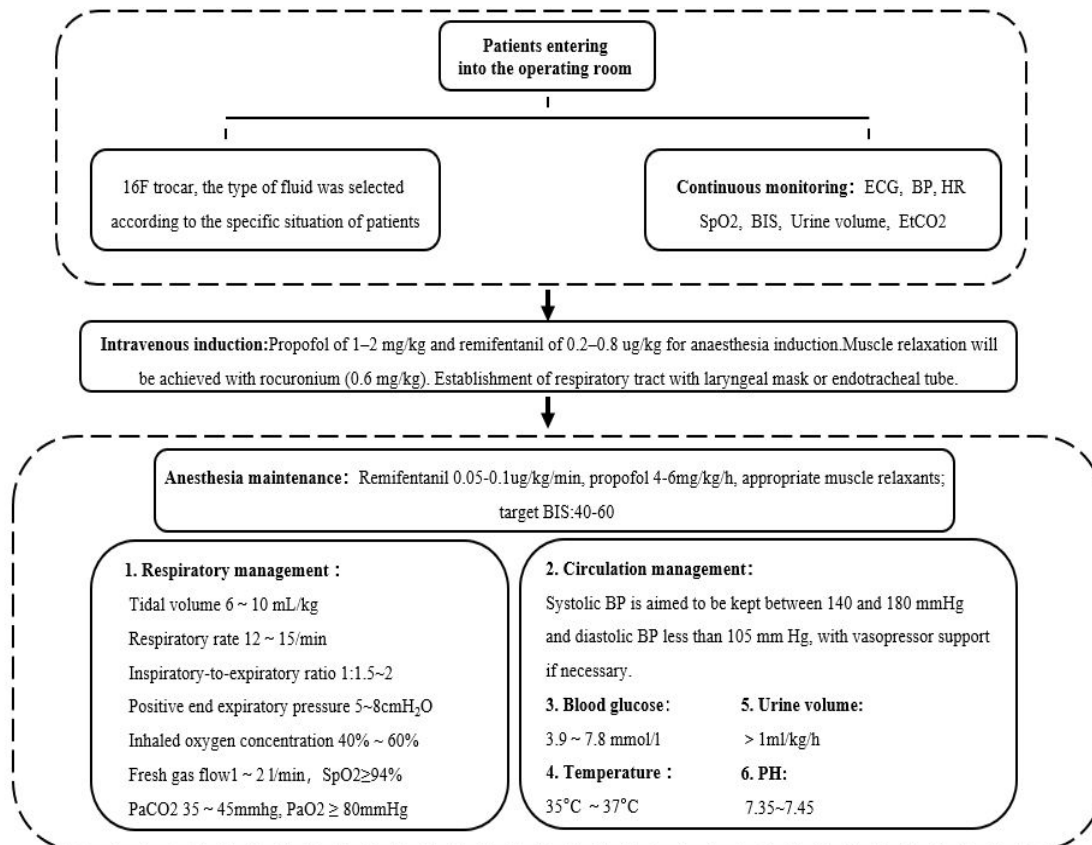 Patients entering
into the operating room
16F trocar, the type of fluid was selected
according to the specific situation of patients
Continuous monitoring： ECG, BP, HR
SpO2, BIS, Urine volume, EtCO2
Intravenous induction:Propofol of 1–2 mg/kg and remifentanil of 0.2–0.8 ug/kg for anaesthesia induction.Muscle relaxation will
be achieved with rocuronium (0.6 mg/kg). Establishment of respiratory tract with laryngeal mask or endotracheal tube.
Anesthesia maintenance： Remifentanil 0.05-0.1ug/kg/min, propofol 4-6mg/kg/h, appropriate muscle relaxants;
target BIS:40-60
1. Respiratory management：
Tidal volume 6 ~ 10 mL/kg
Respiratory rate 12 ~ 15/min
Inspiratory-to-expiratory ratio 1:1.5~2
Positive end expiratory pressure 5~8cmH₂O
Inhaled oxygen concentration 40% ~ 60%
Fresh gas flow1 ~ 2 l/min，SpO2≥94%
PaCO2 35 ~ 45mmhg, PaO2 ≥ 80mmHg
2. Circulation management：
Systolic BP is aimed to be kept between 140 and 180 mmHg
and diastolic BP less than 105 mm Hg, with vasopressor support
if necessary.
3. Blood glucose：
3.9 ~ 7.8 mmol/l
4. Temperature：
35°C ~ 37°C
5. Urine volume:
> 1ml/kg/h
6. PH:
7.35~7.45